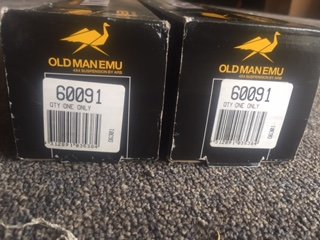 OLD MAN EMU
4X4 SUSPENSION BY ARB
60091
QTY ONE ONLY
OLD MAN EMU
4X4 SUSPENSION BY ARB
60091
QTY ONE ONLY